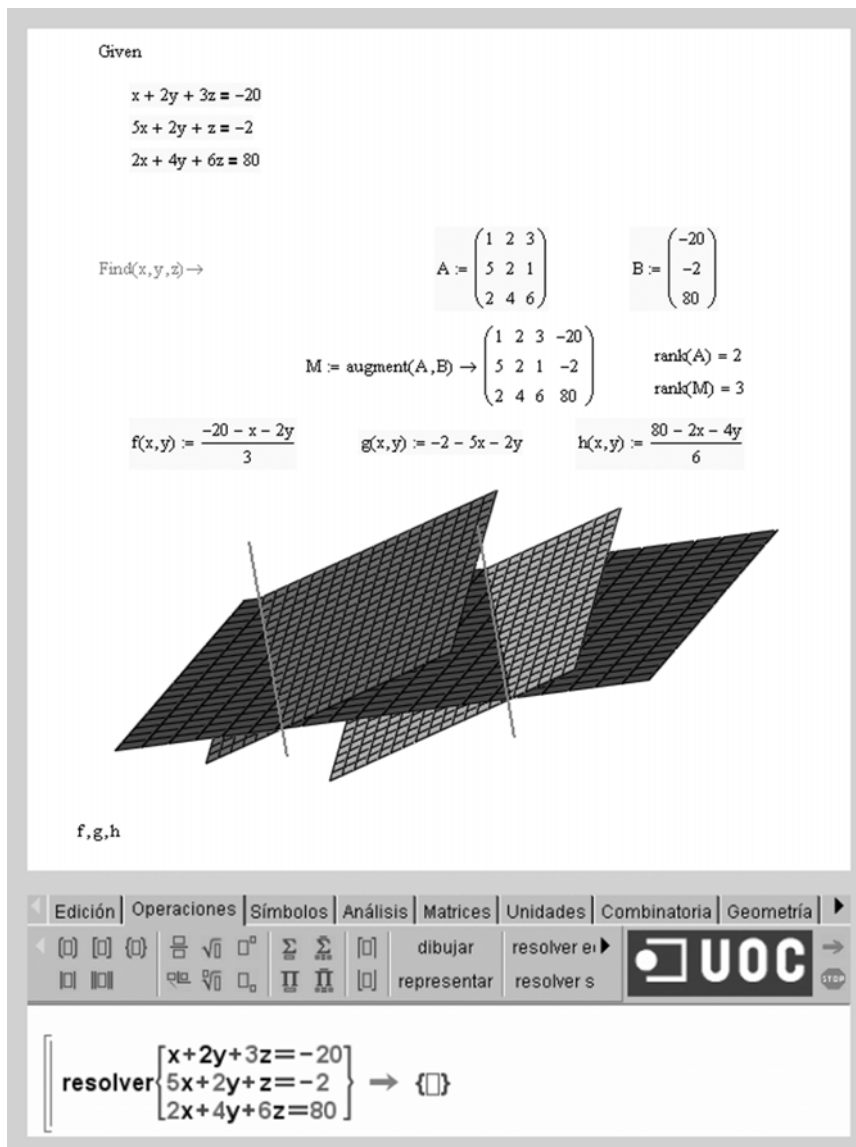 Given
x + 2y + 3z = -20
5x + 2y + z = -2
2x + 4y + 6z = 80
Find(x,y,z) → A := (1 2 3 5 2 1 2 4 6) B := (-20 -2 80)
M := augment(A,B) → (1 2 3 -20 5 2 1 -2 2 4 6 80) rank(A) = 2
rank(M) = 3
f(x,y) := (-20 - x - 2y)/3 g(x,y) := -2 - 5x - 2y h(x,y) := (80 - 2x - 4y)/6
f,g,h
Edición Operaciones Símbolos Análisis Matrices Unidades Combinatoria Geometría
dibujar resolver UOC
representar resolver s STOP
x+2y+3z=-20
resolver 5x+2y+z=-2 → {▯}
2x+4y+6z=80